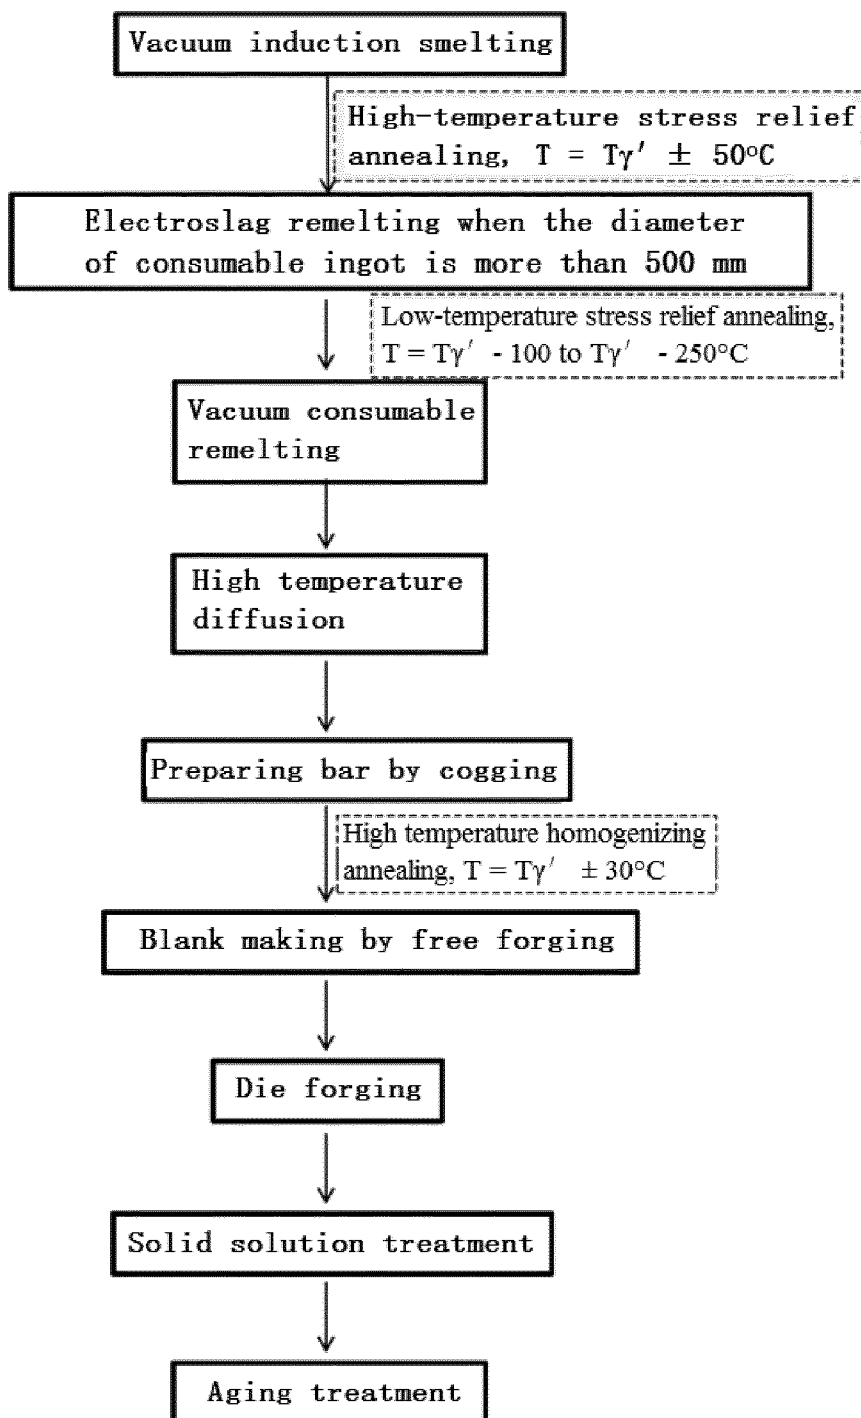 Vacuum induction smelting
High-temperature stress relief
annealing, T = Tγ′ ± 50°C
Electroslag remelting when the diameter
of consumable ingot is more than 500 mm
Low-temperature stress relief annealing,
T = Tγ′ - 100 to Tγ′ - 250°C
Vacuum consumable
remelting
High temperature
diffusion
Preparing bar by cogging
High temperature homogenizing
annealing, T = Tγ′ ± 30°C
Blank making by free forging
Die forging
Solid solution treatment
Aging treatment